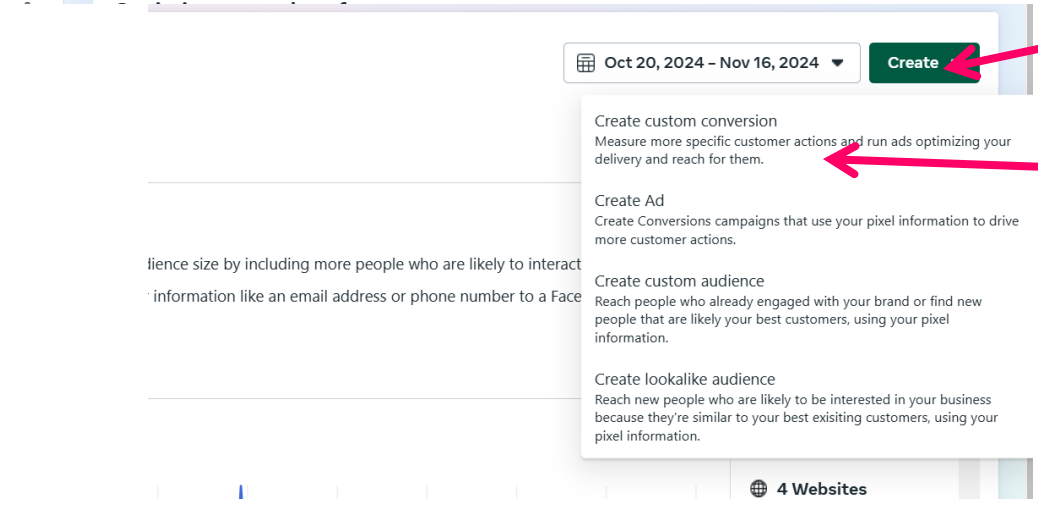 Oct 20, 2024 – Nov 16, 2024
Create
Create custom conversion
Measure more specific customer actions and run ads optimizing your
delivery and reach for them.
Create Ad
Create Conversions campaigns that use your pixel information to drive
more customer actions.
Create custom audience
Reach people who already engaged with your brand or find new
people that are likely your best customers, using your pixel
information.
Create lookalike audience
Reach new people who are likely to be interested in your business
because they're similar to your best exisiting customers, using your
pixel information.
size by including more people who are likely to interact
information like an email address or phone number to a
4 Websites